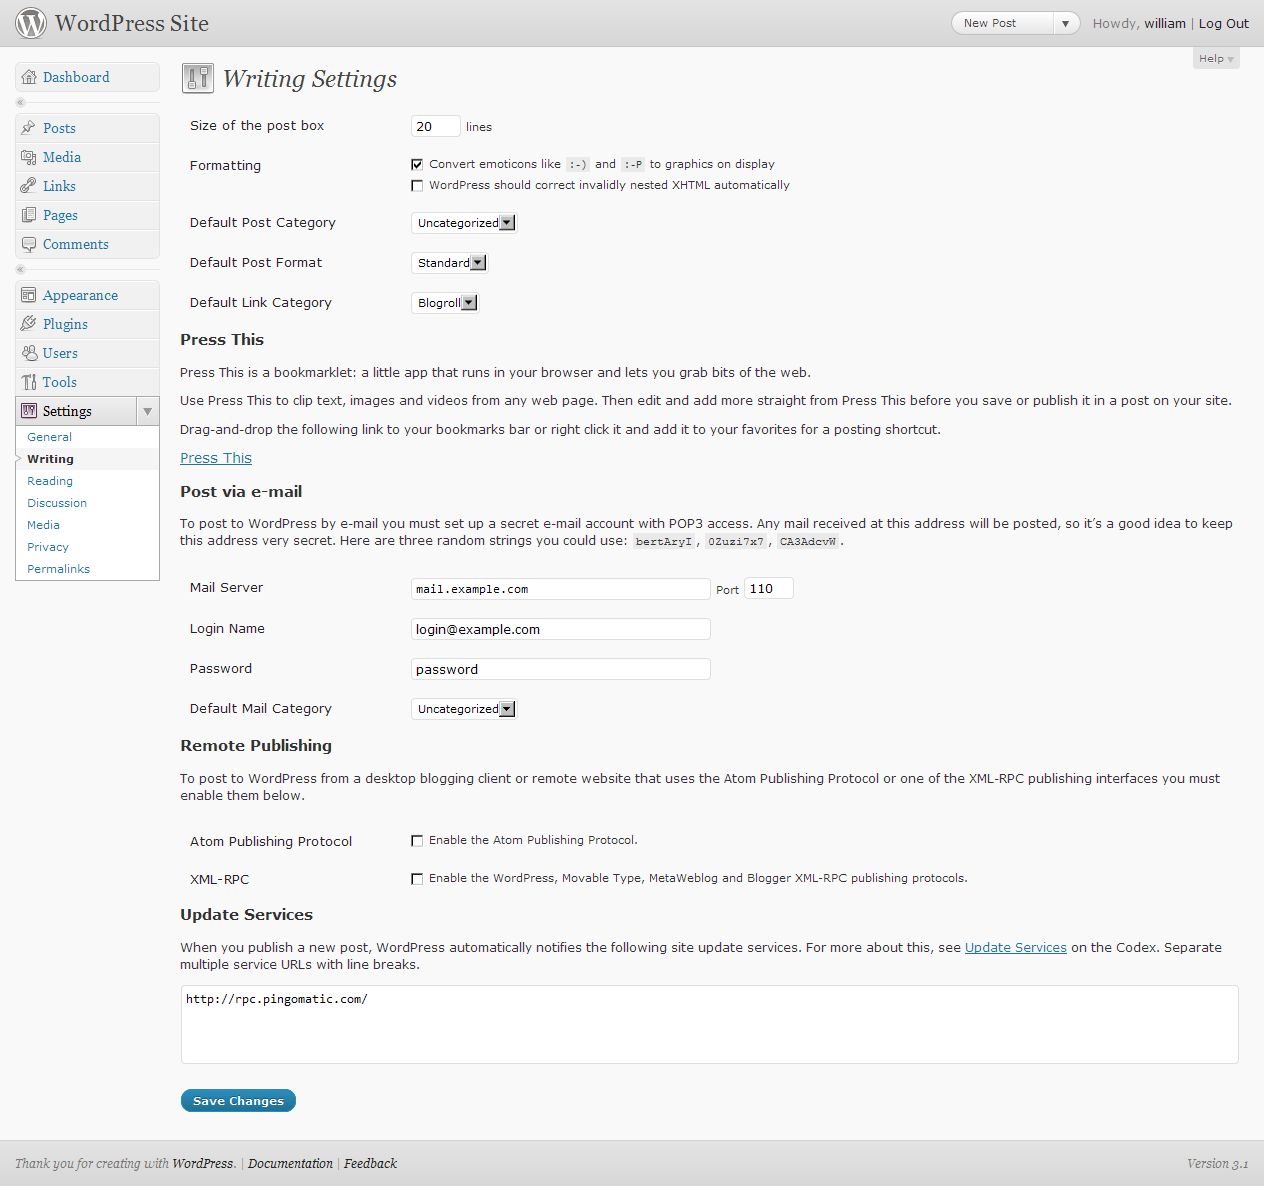 WordPress Site
New Post
Howdy, william | Log Out
Help
Dashboard
Posts
Media
Links
Pages
Comments
Appearance
Plugins
Users
Tools
Settings
General
Writing
Reading
Discussion
Media
Privacy
Permalinks
Writing Settings
Size of the post box 20 lines
Formatting Convert emoticons like :-) and :-P to graphics on display
WordPress should correct invalidly nested XHTML automatically
Default Post Category Uncategorized
Default Post Format Standard
Default Link Category Blogroll
Press This
Press This is a bookmarklet: a little app that runs in your browser and lets you grab bits of the web.
Use Press This to clip text, images and videos from any web page. Then edit and add more straight from Press This before you save or publish it in a post on your site.
Drag-and-drop the following link to your bookmarks bar or right click it and add it to your favorites for a posting shortcut.
Press This
Post via e-mail
To post to WordPress by e-mail you must set up a secret e-mail account with POP3 access. Any mail received at this address will be posted, so it’s a good idea to keep
this address very secret. Here are three random strings you could use: bertAryI, 0Zuzi7x7, CA3AdcvW.
Mail Server mail.example.com Port 110
Login Name login@example.com
Password password
Default Mail Category Uncategorized
Remote Publishing
To post to WordPress from a desktop blogging client or remote website that uses the Atom Publishing Protocol or one of the XML-RPC publishing interfaces you must
enable them below.
Atom Publishing Protocol Enable the Atom Publishing Protocol.
XML-RPC Enable the WordPress, Movable Type, MetaWeblog and Blogger XML-RPC publishing protocols.
Update Services
When you publish a new post, WordPress automatically notifies the following site update services. For more about this, see Update Services on the Codex. Separate
multiple service URLs with line breaks.
http://rpc.pingomatic.com/
Save Changes
Thank you for creating with WordPress. | Documentation | Feedback
Version 3.1